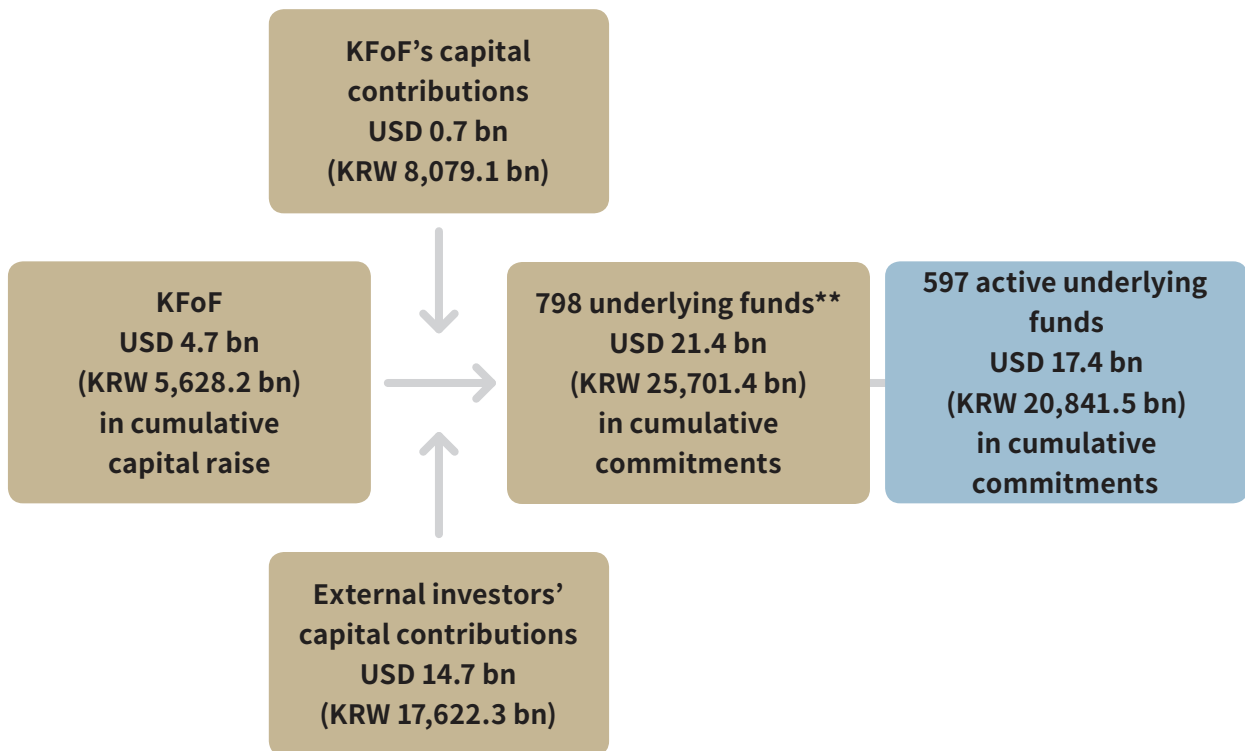 KFoF’s capital
contributions
USD 0.7 bn
(KRW 8,079.1 bn)
KFoF
USD 4.7 bn
(KRW 5,628.2 bn)
in cumulative
capital raise
798 underlying funds**
USD 21.4 bn
(KRW 25,701.4 bn)
in cumulative
commitments
597 active underlying
funds
USD 17.4 bn
(KRW 20,841.5 bn)
in cumulative
commitments
External investors’
capital contributions
USD 14.7 bn
(KRW 17,622.3 bn)